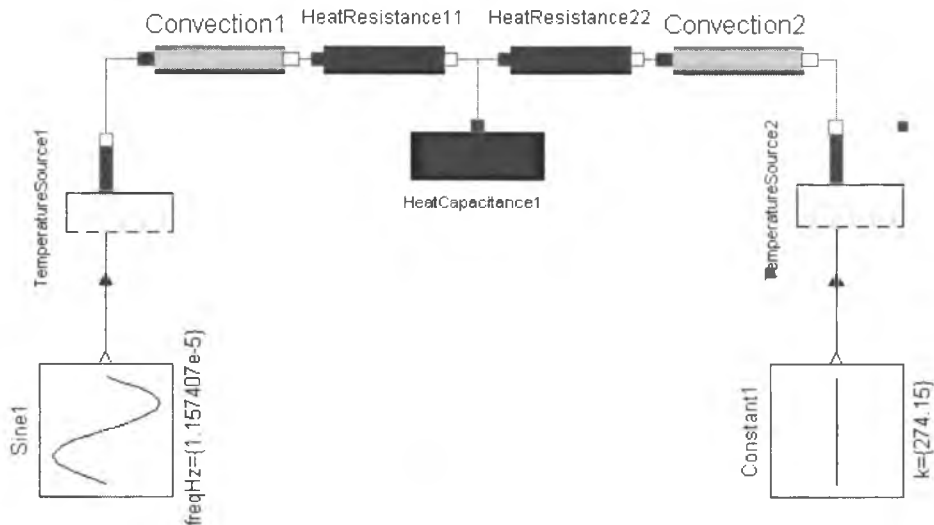 Convection1
HeatResistance11
HeatResistance22
Convection2
TemperatureSource1
HeatCapacitance1
TemperatureSource2
Sine1
freqHz={1.157407e-5}
Constant1
k={274.15}